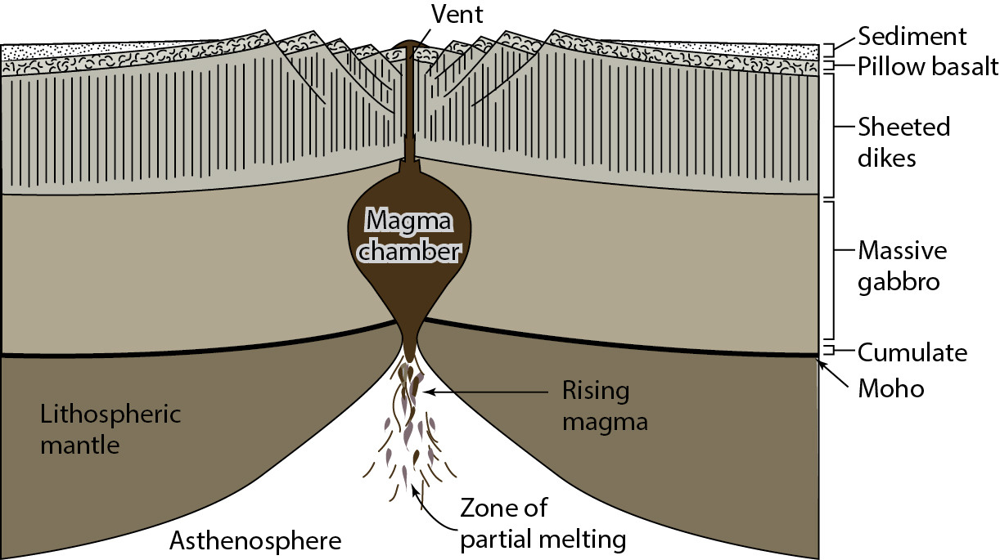 Vent
Sediment
Pillow basalt
Sheeted
dikes
Magma
chamber
Massive
gabbro
Cumulate
Moho
Rising
magma
Lithospheric
mantle
Zone of
partial melting
Asthenosphere